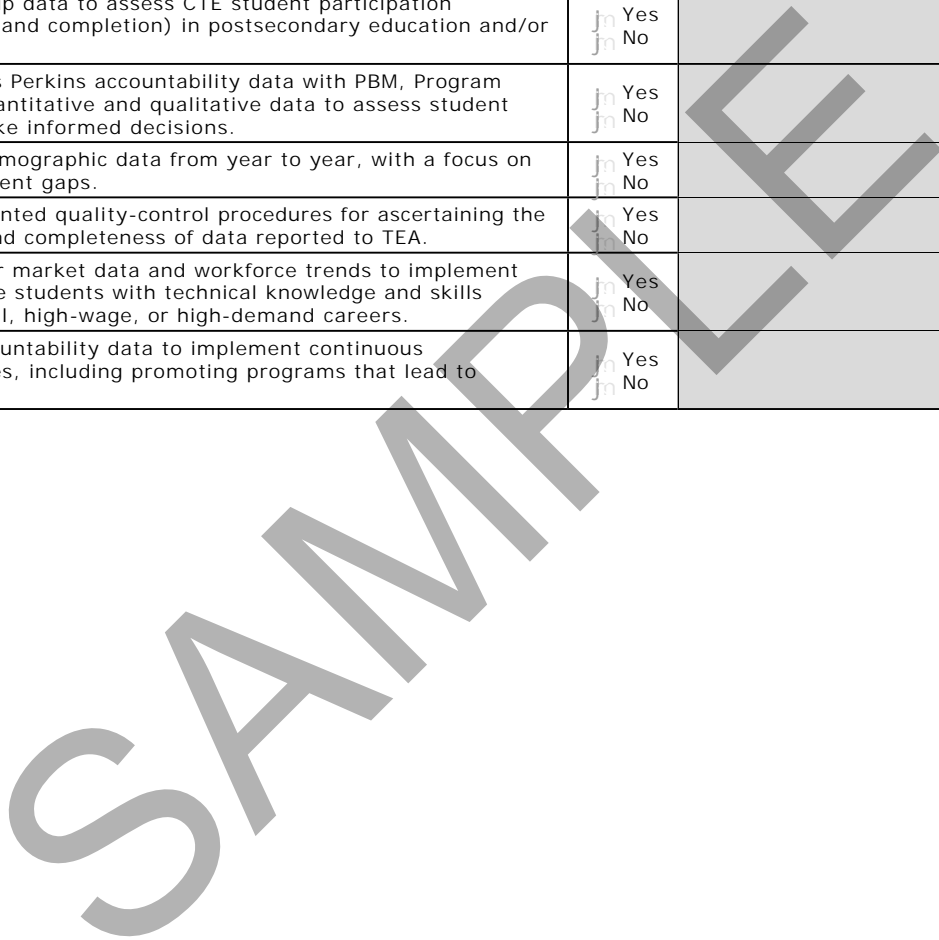 p data to assess CTE student participation
and completion) in postsecondary education and/or
Yes
No
s Perkins accountability data with PBM, Program
antitative and qualitative data to assess student
ke informed decisions.
Yes
No
mographic data from year to year, with a focus on
ent gaps.
Yes
No
nted quality-control procedures for ascertaining the
nd completeness of data reported to TEA.
Yes
No
r market data and workforce trends to implement
e students with technical knowledge and skills
l, high-wage, or high-demand careers.
Yes
No
untability data to implement continuous
es, including promoting programs that lead to
Yes
No
SAMPLE